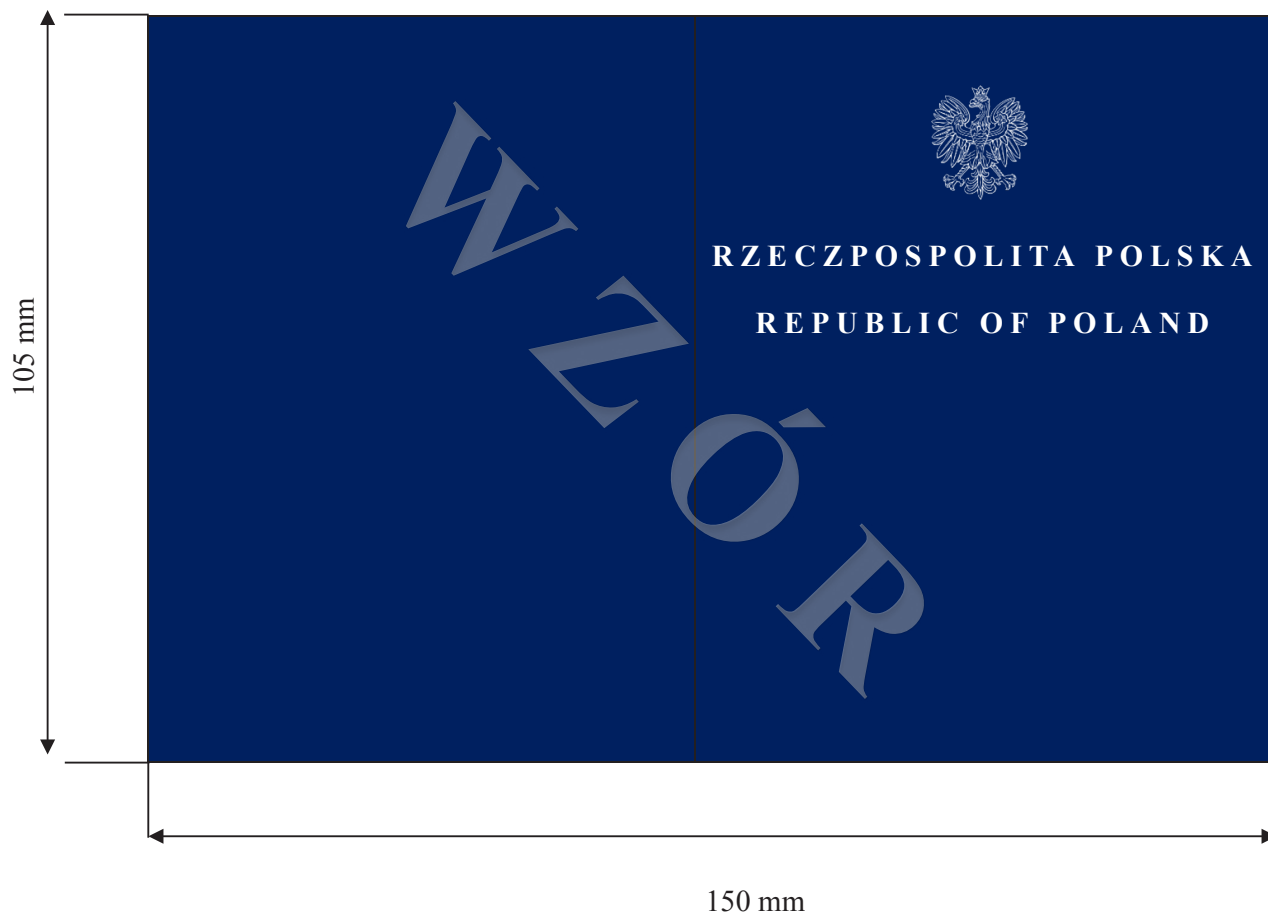 RZECZPOSPOLITA POLSKA
REPUBLIC OF POLAND
WZÓR
105 mm
150 mm